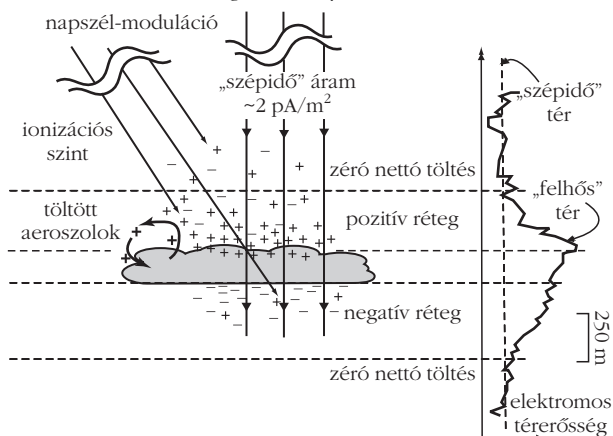 napszél-moduláció
„szépidő” áram
~2 pA/m²
„szépidő”
tér
ionizációs
szint
zéró nettó töltés
„felhős”
tér
töltött
aeroszolok
pozitív réteg
negatív réteg
250 m
zéró nettó töltés
elektromos
térerősség